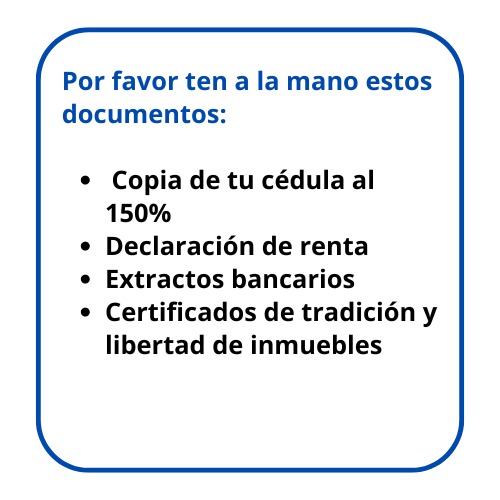 Por favor ten a la mano estos
documentos:
• Copia de tu cédula al
150%
• Declaración de renta
• Extractos bancarios
• Certificados de tradición y
libertad de inmuebles